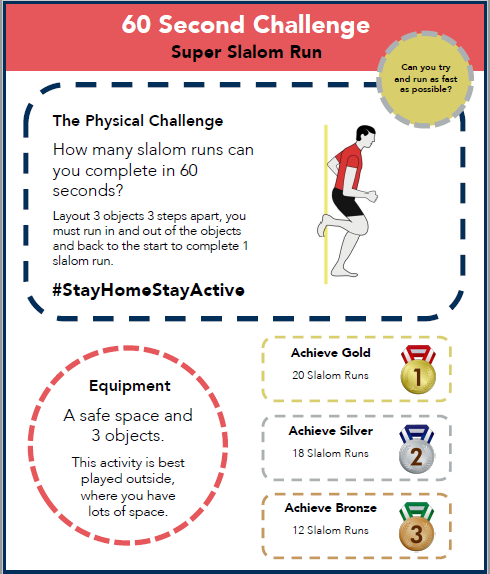 60 Second Challenge
Super Slalom Run
Can you try
and run as fast
as possible?
The Physical Challenge
How many slalom runs can
you complete in 60
seconds?
Layout 3 objects 3 steps apart, you
must run in and out of the objects
and back to the start to complete 1
slalom run.
#StayHomeStayActive
Equipment
A safe space and
3 objects.
This activity is best
played outside,
where you have
lots of space.
Achieve Gold
20 Slalom Runs
1
Achieve Silver
18 Slalom Runs
2
Achieve Bronze
12 Slalom Runs
3